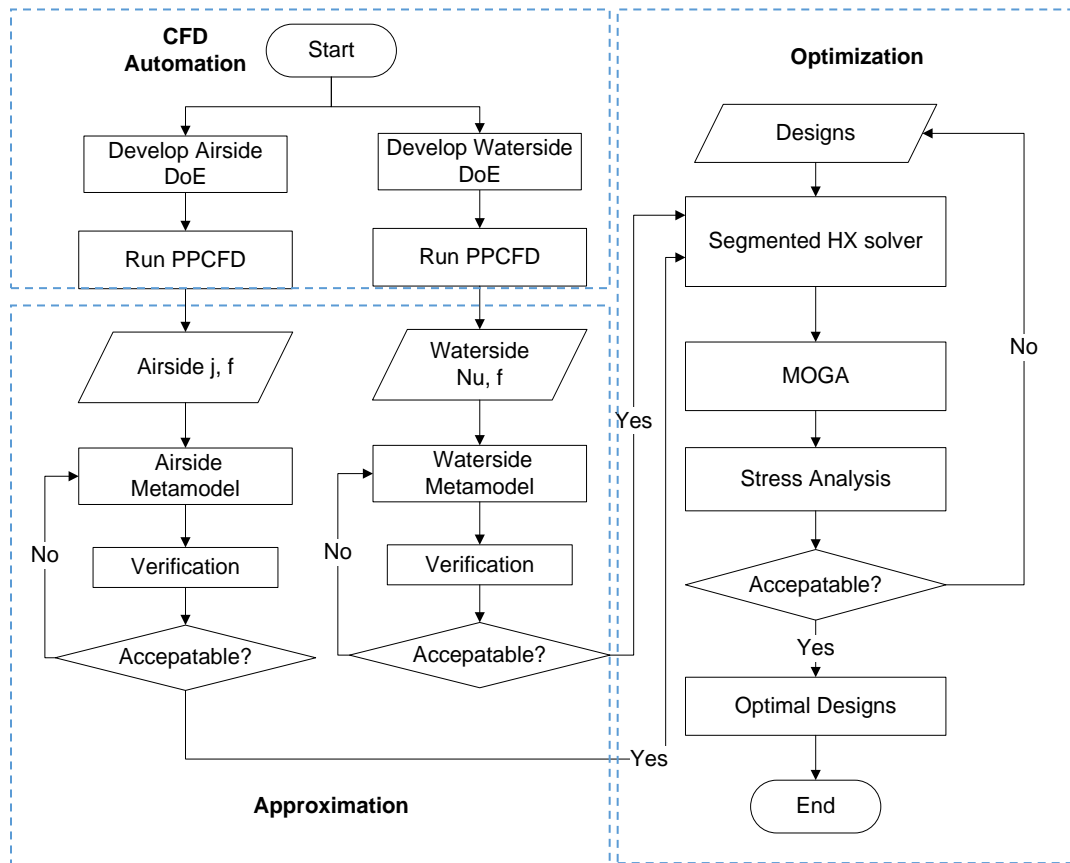 CFD
Automation
Start
Develop Airside
DoE
Develop Waterside
DoE
Run PPCFD
Run PPCFD
Airside j, f
Waterside
Nu, f
Airside
Metamodel
Waterside
Metamodel
No
Verification
No
Verification
Accepatable?
Accepatable?
Yes
Yes
Approximation
Optimization
Designs
Segmented HX solver
MOGA
No
Stress Analysis
Accepatable?
Yes
Optimal Designs
End